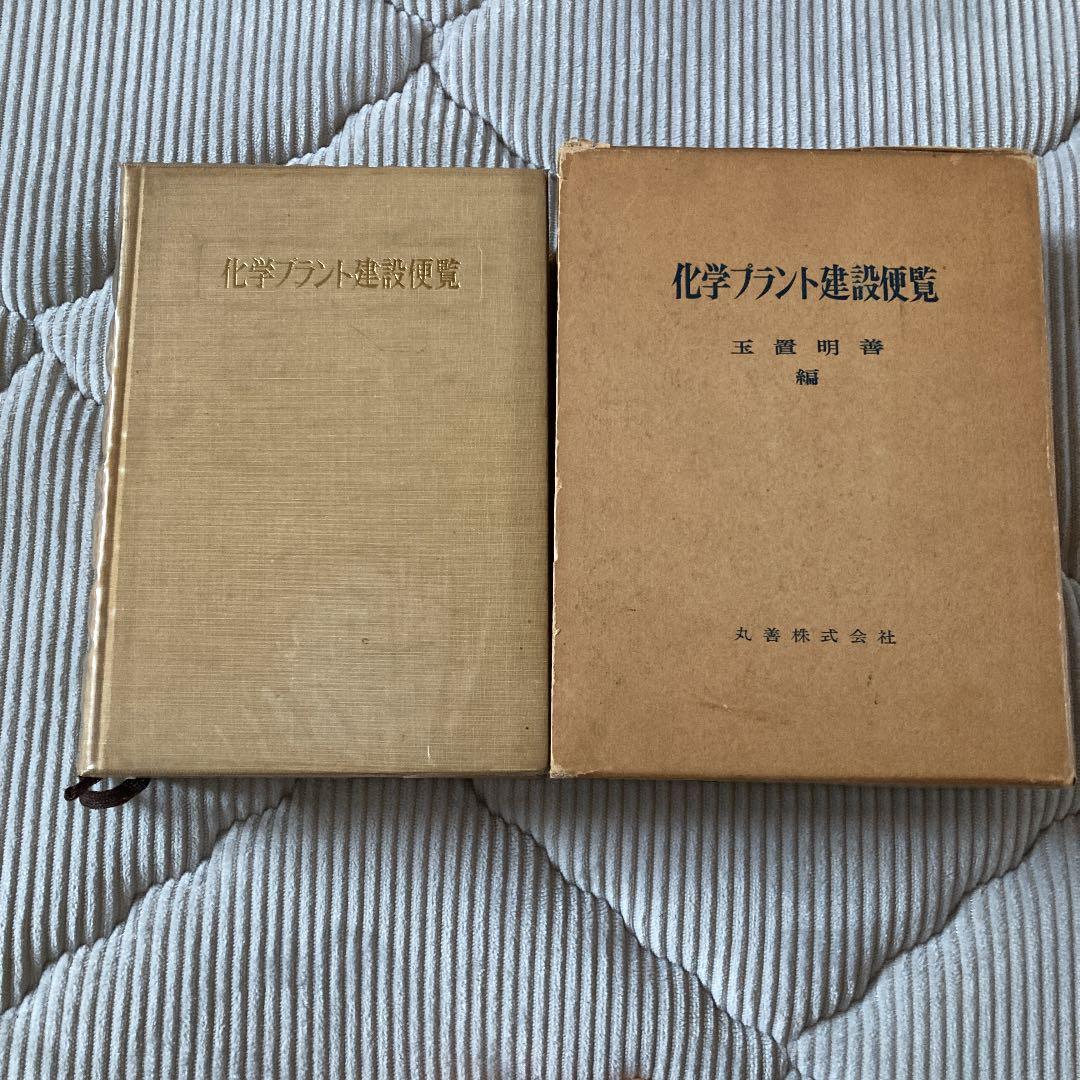 化学プラント建設便覧
化学プラント建設便覧
玉置明善
編
丸善株式会社